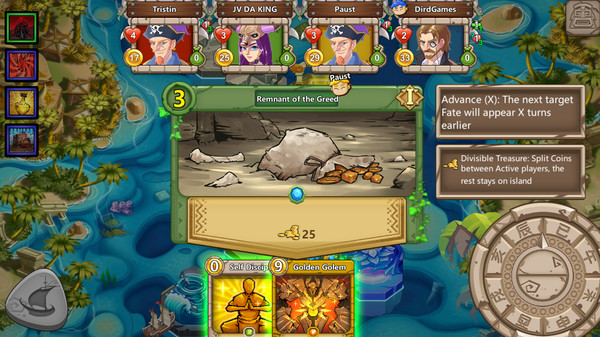 Tristin
JV DA KING
Paust
DirdGames
4
3
3
2
17
0
25
0
29
0
33
0
Paust
3
Remnant of the Greed
I
25
Advance (X): The next target
Fate will appear X turns
earlier
Divisible Treasure: Split Coins
between Active players, the
rest stays on island
0
Self Discip
9
Golden Golem